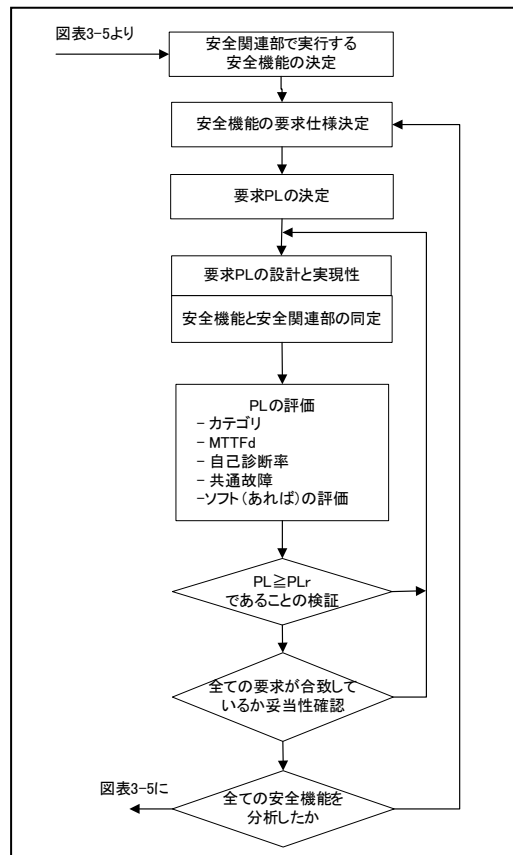 図表3-5より
安全関連部で実行する
安全機能の決定
安全機能の要求仕様決定
要求PLの決定
要求PLの設計と実現性
安全機能と安全関連部の同定
PLの評価
- カテゴリ
- MTTFd
- 自己診断率
- 共通故障
-ソフト(あれば)の評価
PL≧PLr
であることの検証
全ての要求が合致して
いるか妥当性確認
図表3-5に
全ての安全機能を
分析したか